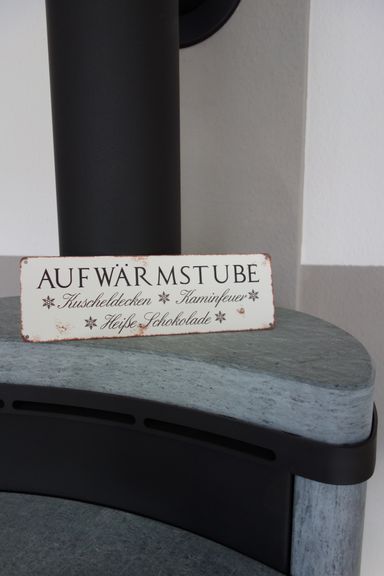 AUFWÄRMSTUBE
Kuscheldecken * Kaminfeuer
Heiße Schokolade